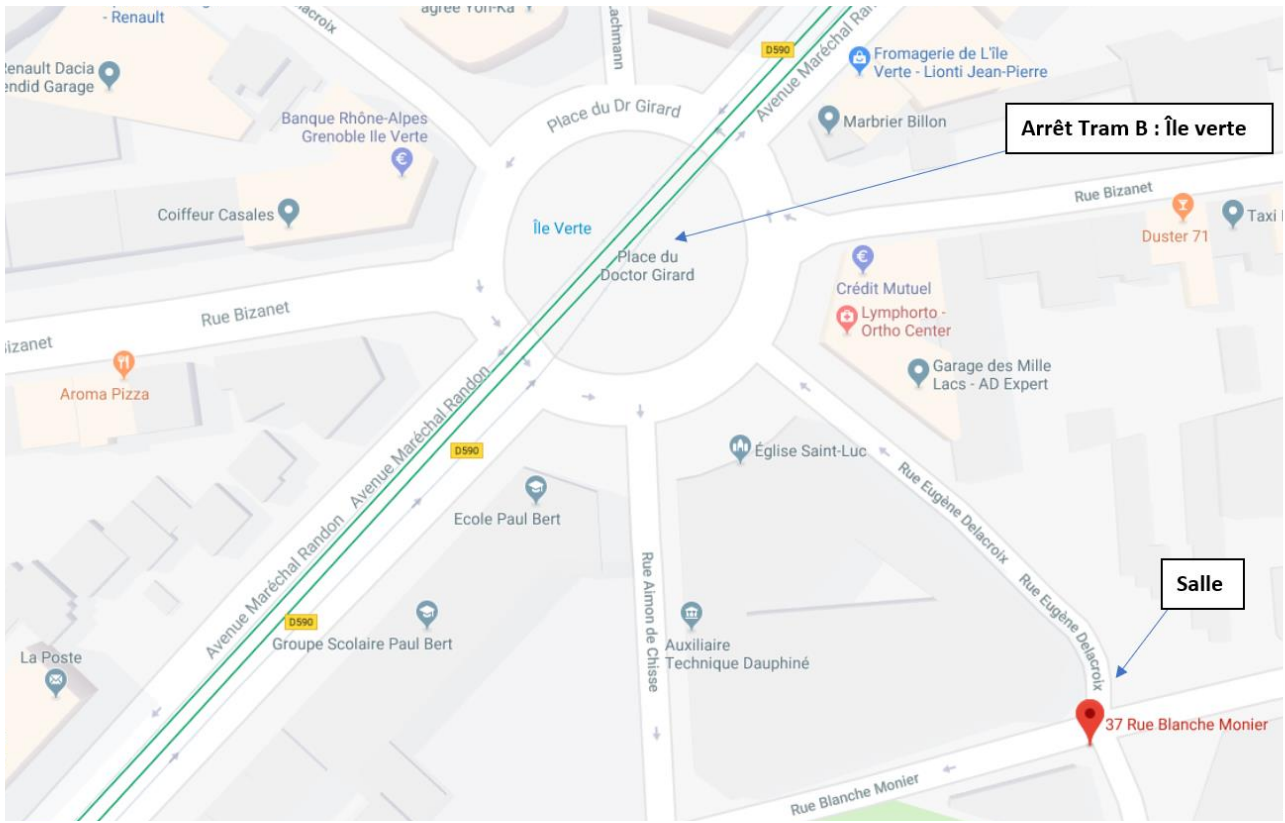 - Renault
agréé Yon-Ka
Lachmann
D590
Avenue Maréchal Ran
Fromagerie de L'île
Verte - Lionti Jean-Pierre
Renault Dacia
endid Garage
Banque Rhône-Alpes
Grenoble Ile Verte
Place du Dr Girard
Marbrier Billon
Arrêt Tram B : Île verte
Coiffeur Casales
Île Verte
Place du
Doctor Girard
Rue Bizanet
Duster 71
Taxi
Crédit Mutuel
Lymphorto -
Ortho Center
Rue Bizanet
izanet
Aroma Pizza
Garage des Mille
Lacs - AD Expert
Avenue Maréchal Randon
D590
Église Saint-Luc
Rue Eugène Delacroix
Ecole Paul Bert
Avenue Maréchal Randon
Rue Aimon de Chisse
Rue Eugène Delacroix
Salle
D590
Groupe Scolaire Paul Bert
Auxiliaire
Technique Dauphiné
La Poste
37 Rue Blanche Monier
Rue Blanche Monier